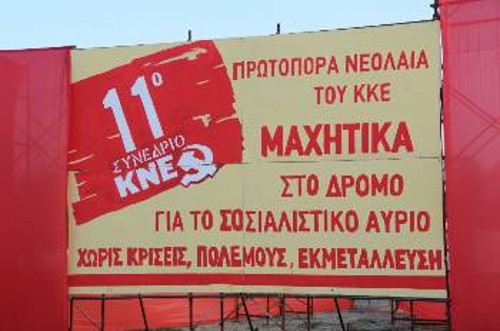 11ο
ΣΥΝΕΔΡΙΟ
ΚΝΕ
ΠΡΩΤΟΠΟΡΑ ΝΕΟΛΑΙΑ
ΤΟΥ ΚΚΕ
ΜΑΧΗΤΙΚΑ
ΣΤΟ ΔΡΟΜΟ
ΓΙΑ ΤΟ ΣΟΣΙΑΛΙΣΤΙΚΟ ΑΥΡΙΟ
ΧΩΡΙΣ ΚΡΙΣΕΙΣ, ΠΟΛΕΜΟΥΣ, ΕΚΜΕΤΑΛΛΕΥΣΗ